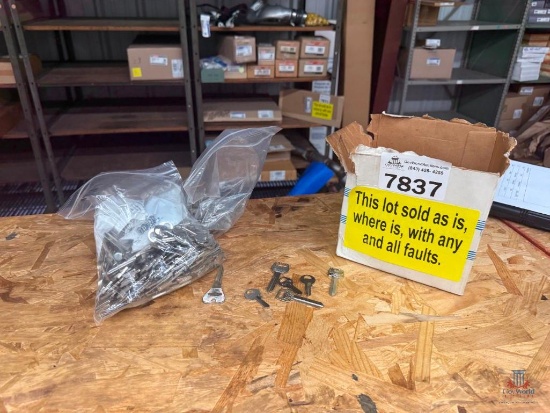 7837
This lot sold as is,
where is, with any
and all faults.